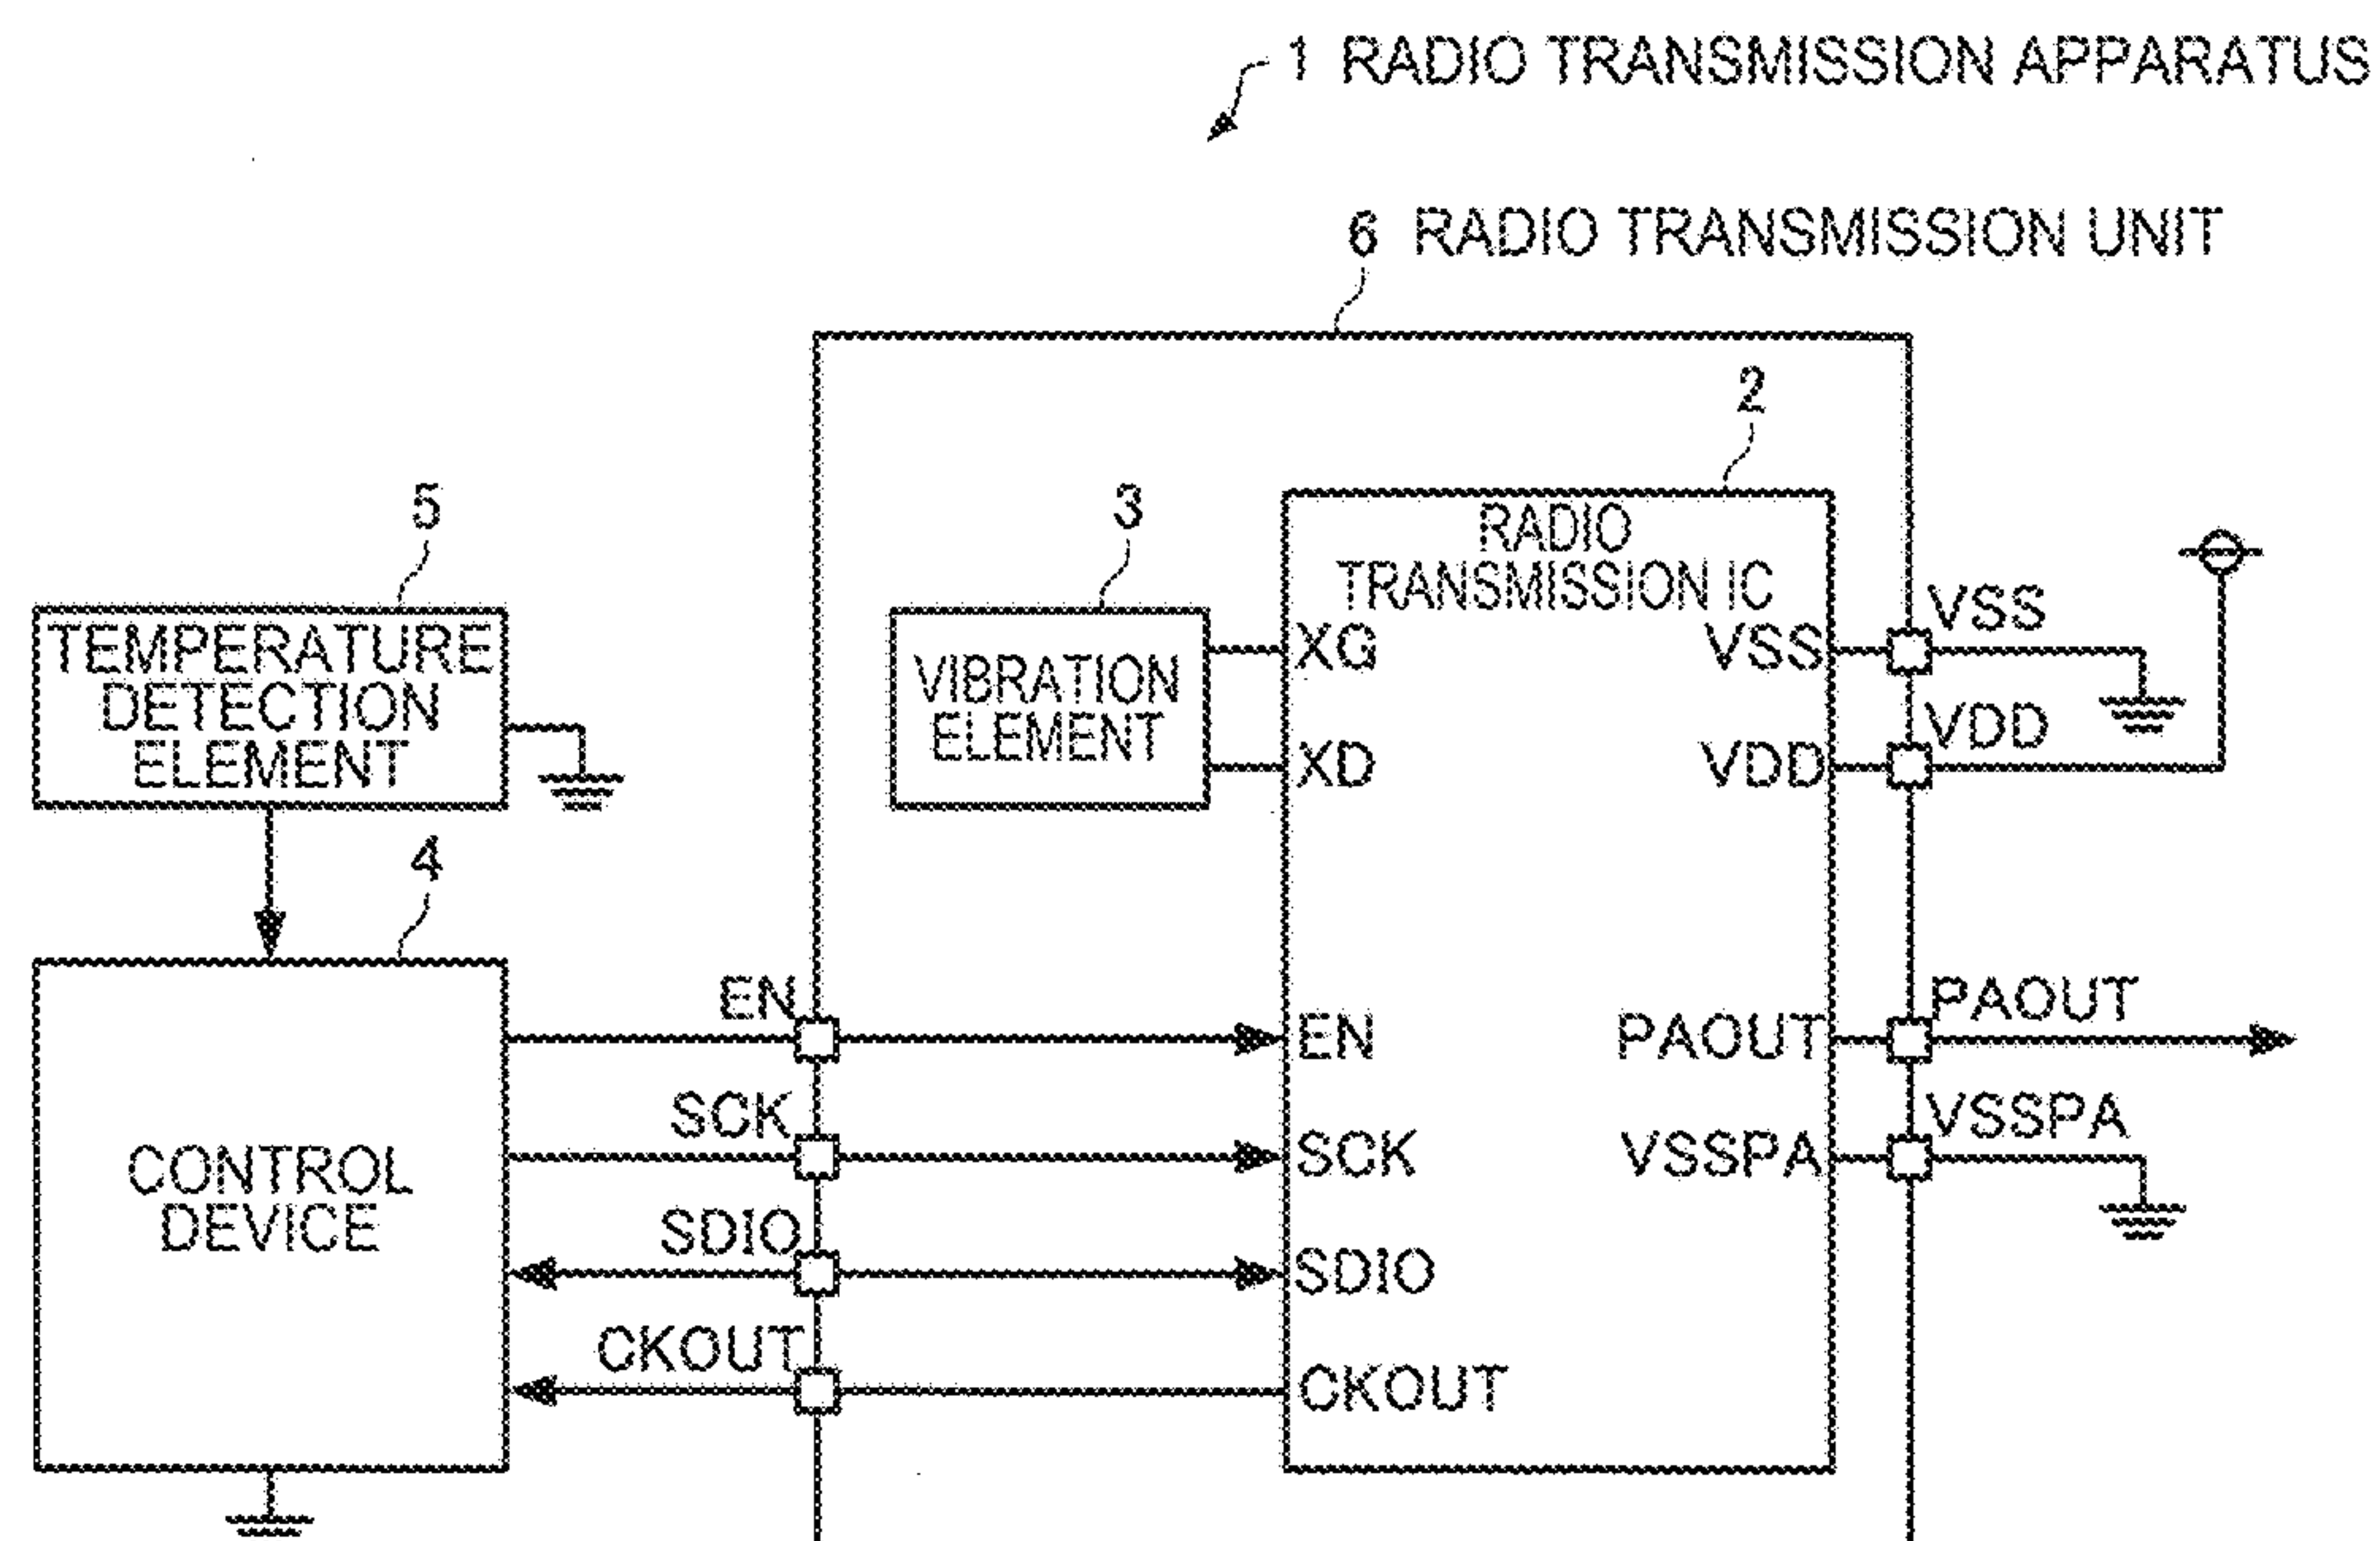 1 RADIO TRANSMISSION APPARATUS
6 RADIO TRANSMISSION UNIT
2
5
3
RADIO
TRANSMISSION IC
TEMPERATURE
DETECTION
ELEMENT
VIBRATION
ELEMENT
XG
XD
VSS
VDD
VSS
VDD
4
CONTROL
DEVICE
EN
SCK
SDIO
CKOUT
EN
SCK
SDIO
CKOUT
PAOUT
VSSPA
PAOUT
VSSPA